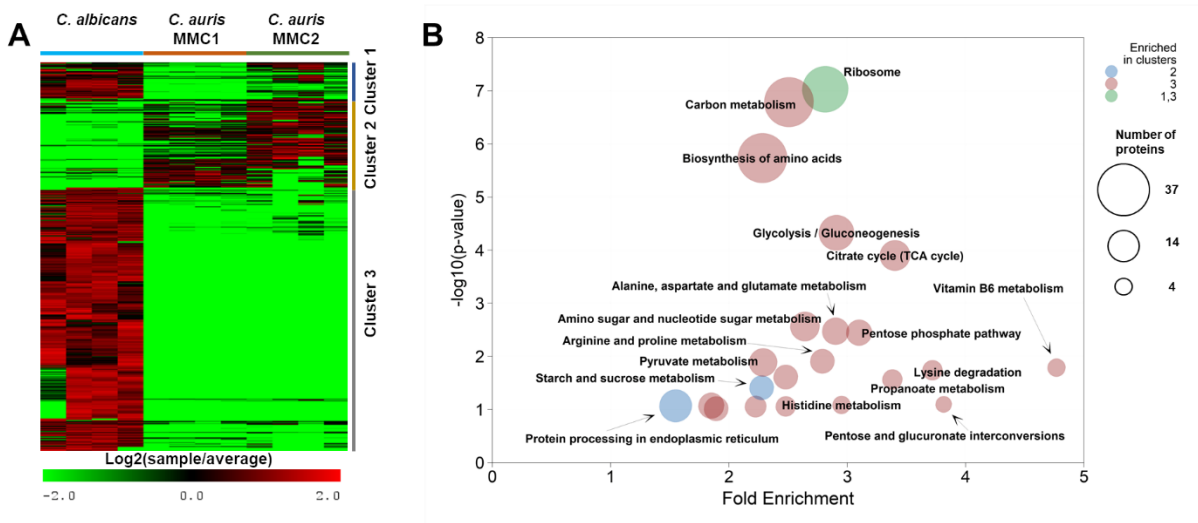 A
C. albicans
C. auris
MMC1
C. auris
MMC2
Cluster 1
Cluster 2
Cluster 3
Log2(sample/average)
-2.0
0.0
2.0
B
-log10(p-value)
8
7
6
5
4
3
2
1
0
Ribosome
Carbon metabolism
Biosynthesis of amino acids
Glycolysis / Gluconeogenesis
Citrate cycle (TCA cycle)
Alanine, aspartate and glutamate metabolism
Vitamin B6 metabolism
Amino sugar and nucleotide sugar metabolism
Pentose phosphate pathway
Arginine and proline metabolism
Pyruvate metabolism
Lysine degradation
Starch and sucrose metabolism
Propanoate metabolism
Histidine metabolism
Protein processing in endoplasmic reticulum
Pentose and glucuronate interconversions
0
1
2
3
4
5
Fold Enrichment
Enriched
in clusters
2
3
1,3
Number of
proteins
37
14
4